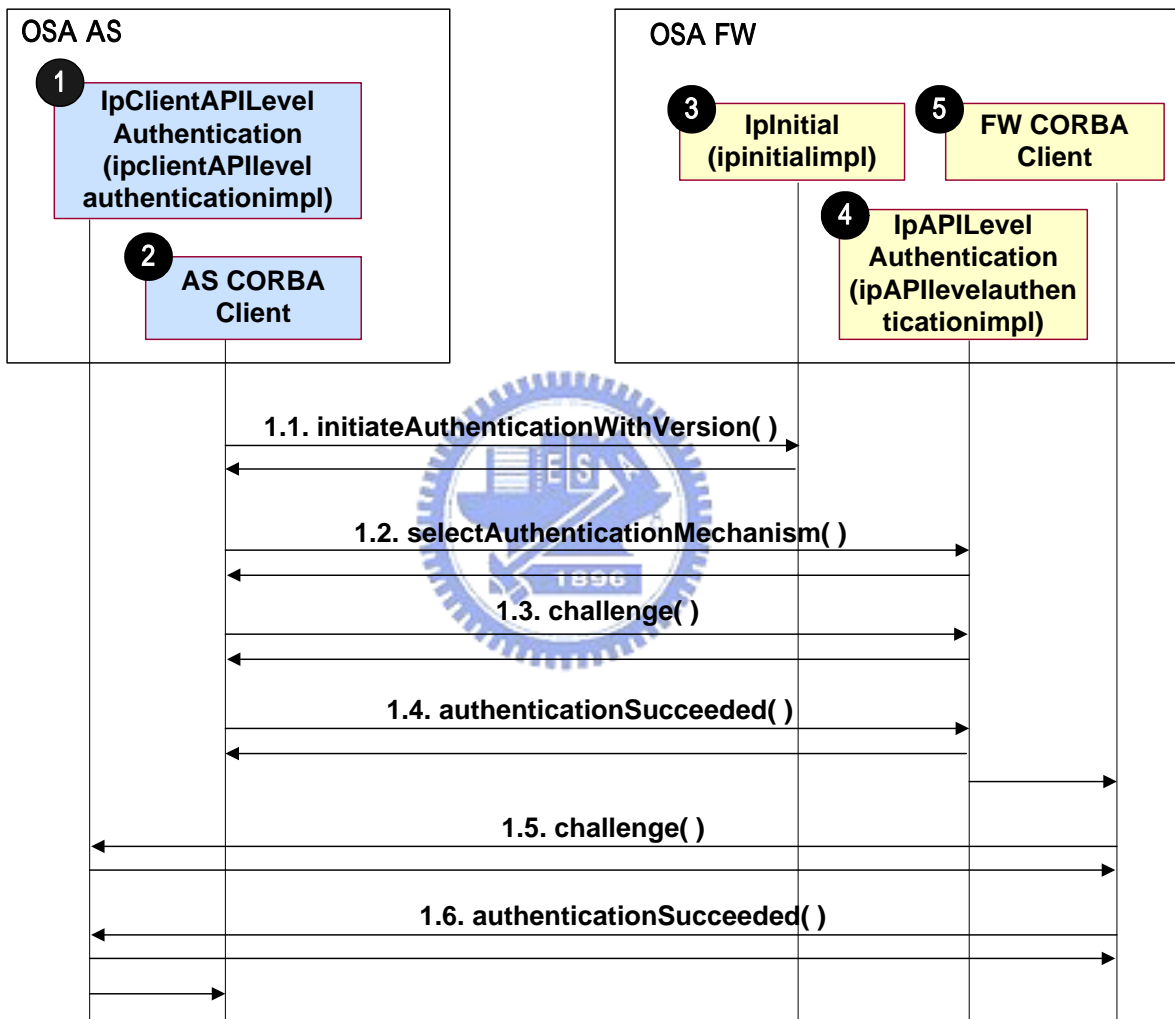 OSA AS
1
IpClientAPILevel
Authentication
(ipclientAPIlevel
authenticationimpl)
2
AS CORBA
Client
OSA FW
3
IpInitial
(ipinitialimpl)
5
FW CORBA
Client
4
IpAPILevel
Authentication
(ipAPIlevelauthen
ticationimpl)
1.1. initiateAuthenticationWithVersion( )
ES
1.2. selectAuthenticationMechanism( )
1896
1.3. challenge( )
1.4. authenticationSucceeded( )
1.5. challenge( )
1.6. authenticationSucceeded( )